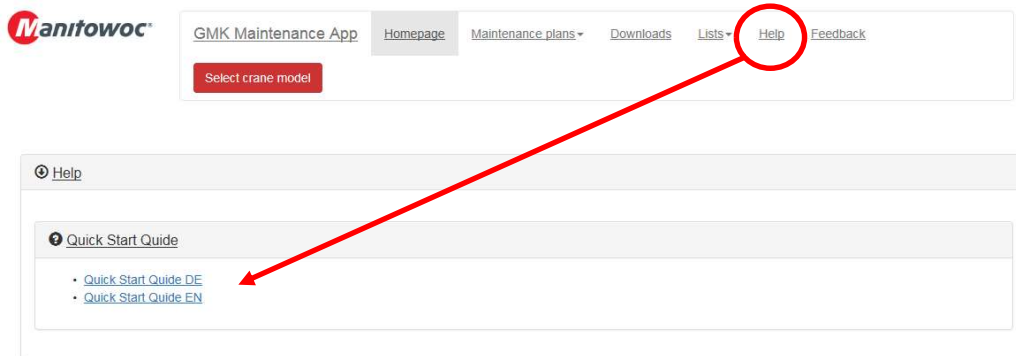 Manitowoc
GMK Maintenance App Homepage Maintenance plans Downloads Lists Help Feedback
Select crane model
Help
Quick Start Quide
• Quick Start Quide DE
• Quick Start Quide EN